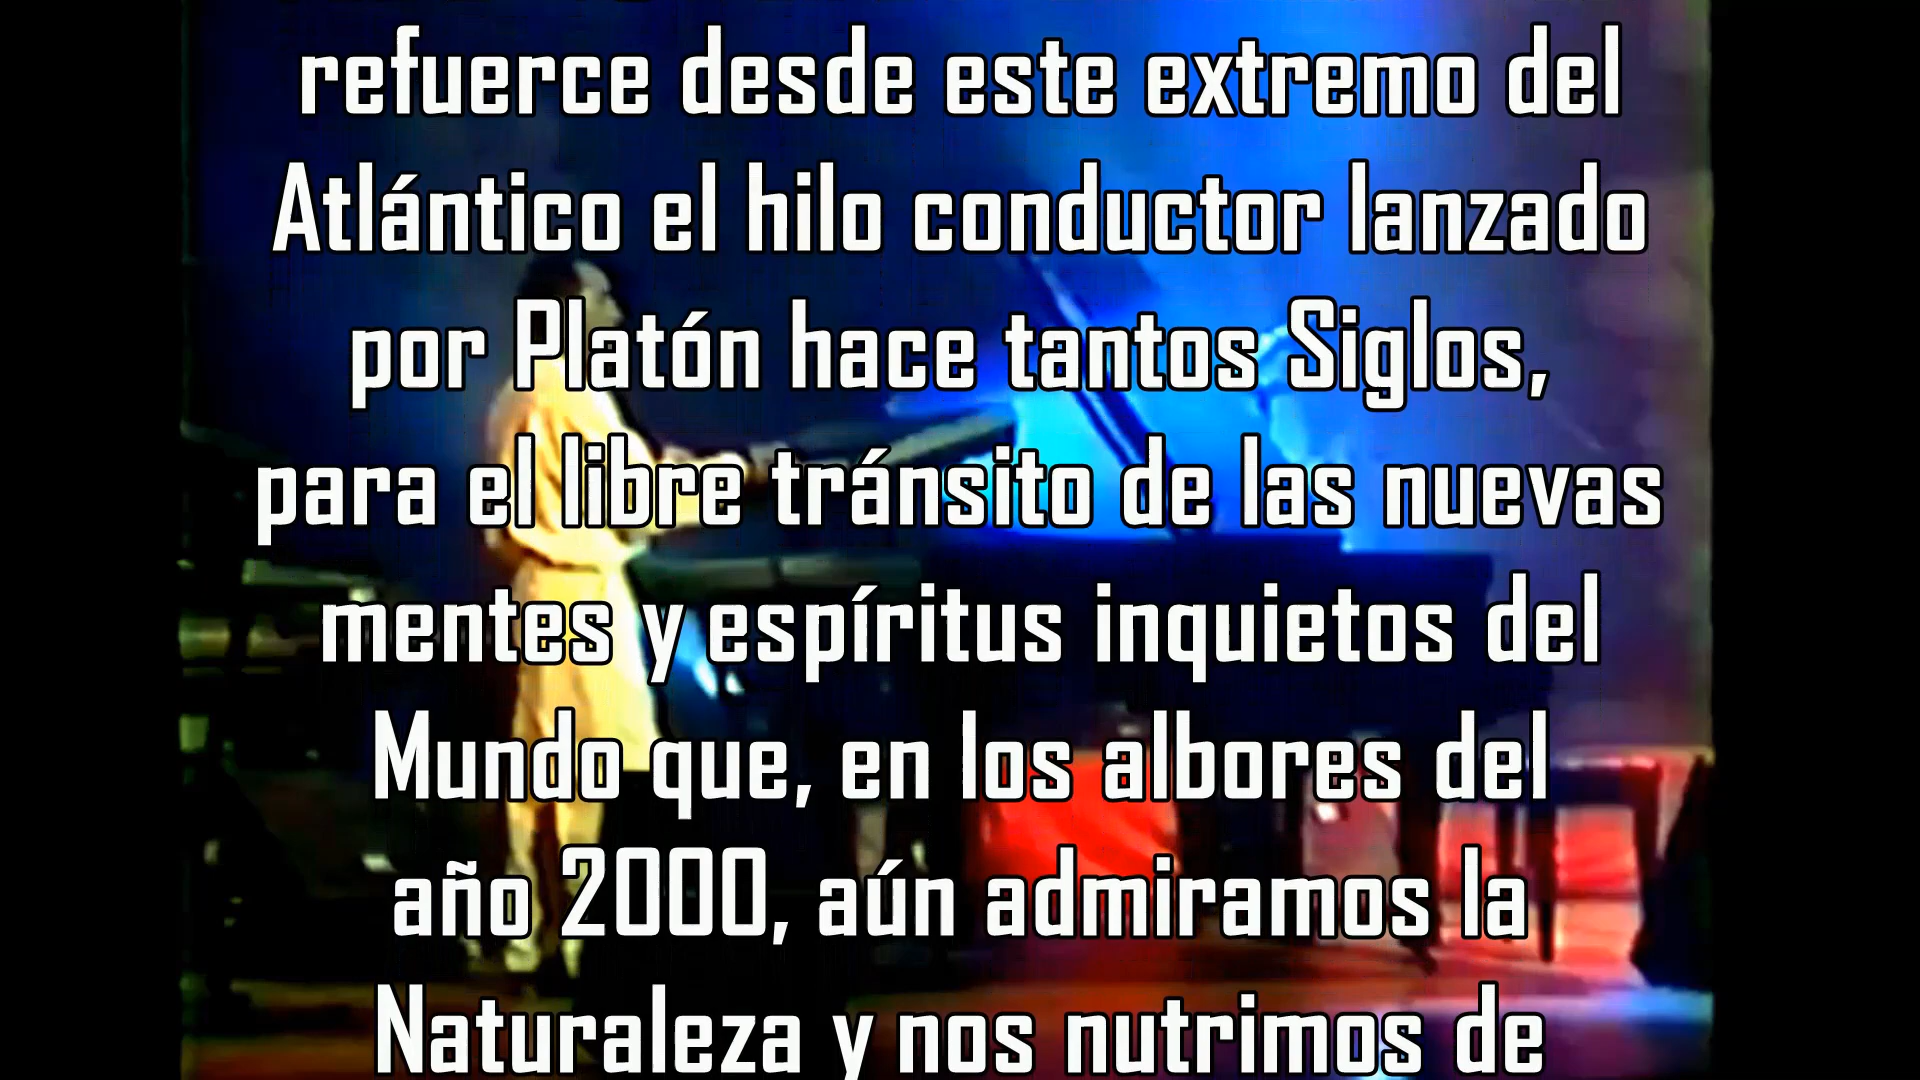 refuerce desde este extremo del
Atlántico el hilo conductor lanzado
por Platón hace tantos Siglos,
para el libre tránsito de las nuevas
mentes y espíritus inquietos del
Mundo que, en los albores del
año 2000, aún admiramos la
Naturaleza y nos nutrimos de